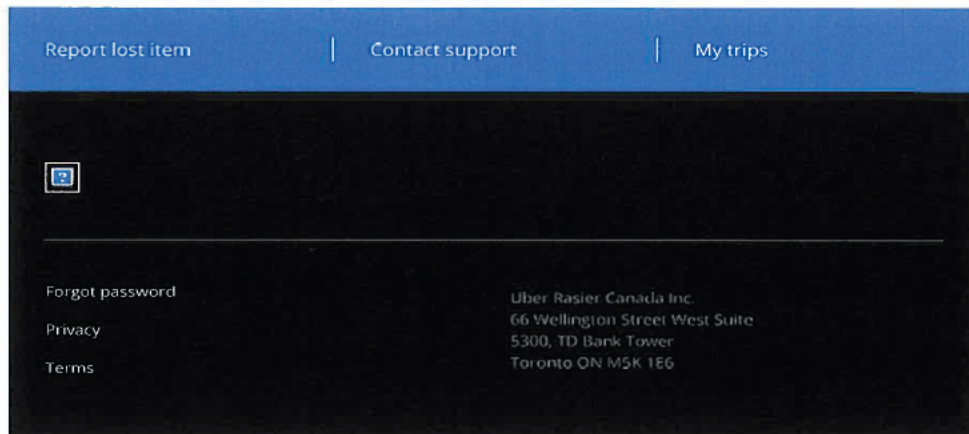 Report lost item | Contact support | My trips
?
Forgot password
Privacy
Terms
Uber Rasier Canada Inc.
66 Wellington Street West Suite
5300, TD Bank Tower
Toronto ON M5K 1E6